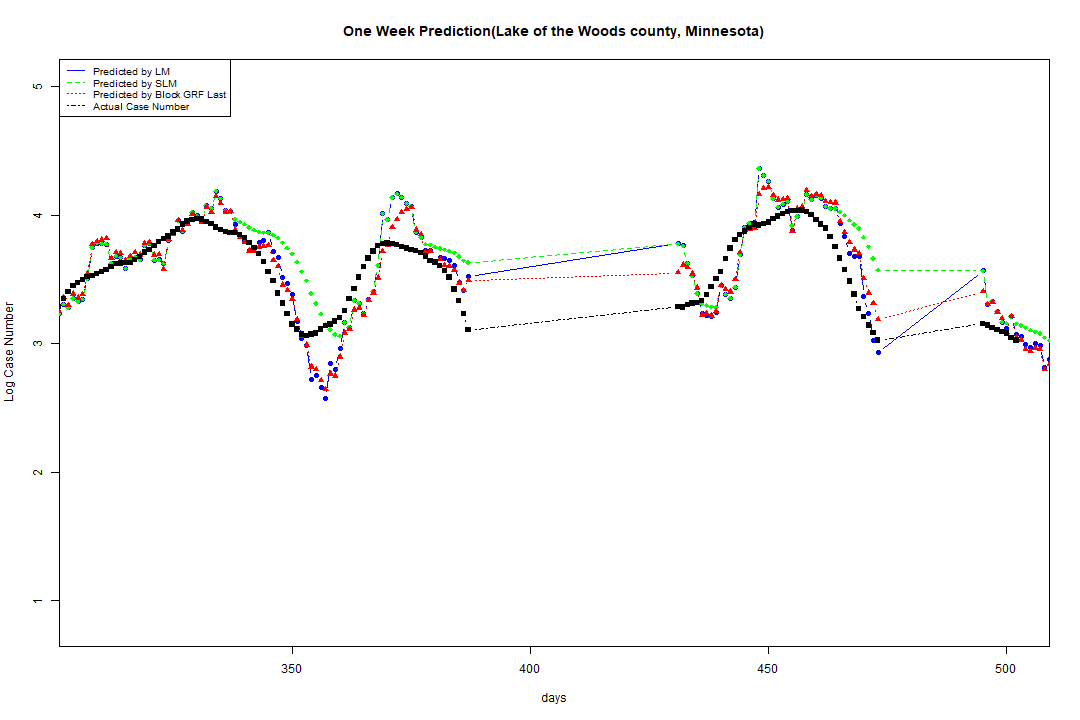 One Week Prediction(Lake of the Woods county, Minnesota)
Predicted by LM
Predicted by SLM
Predicted by Block GRF Last
Actual Case Number
5
4
3
2
1
Log Case Number
350
400
450
500
days